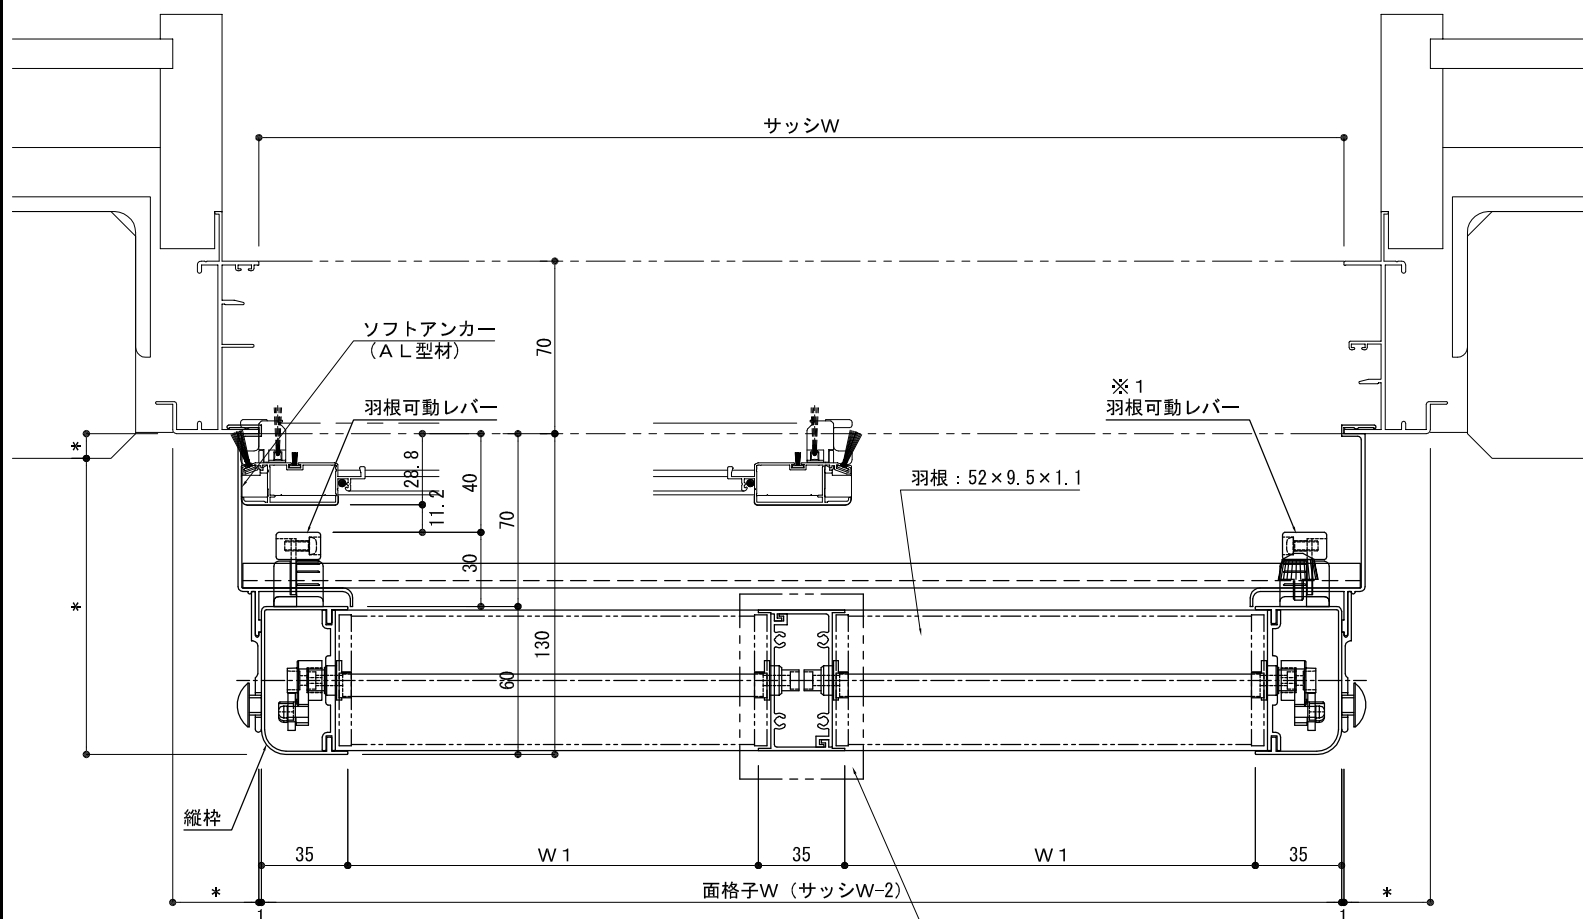 サッシW
70
ソフトアンカー
(AL型材)
羽根可動レバー
※1
羽根可動レバー
*
28.8
40
11.2
70
30
羽根:52×9.5×1.1
*
130
60
縦枠
35
W1
35
W1
35
*
面格子W (サッシW-2)
*
1
1